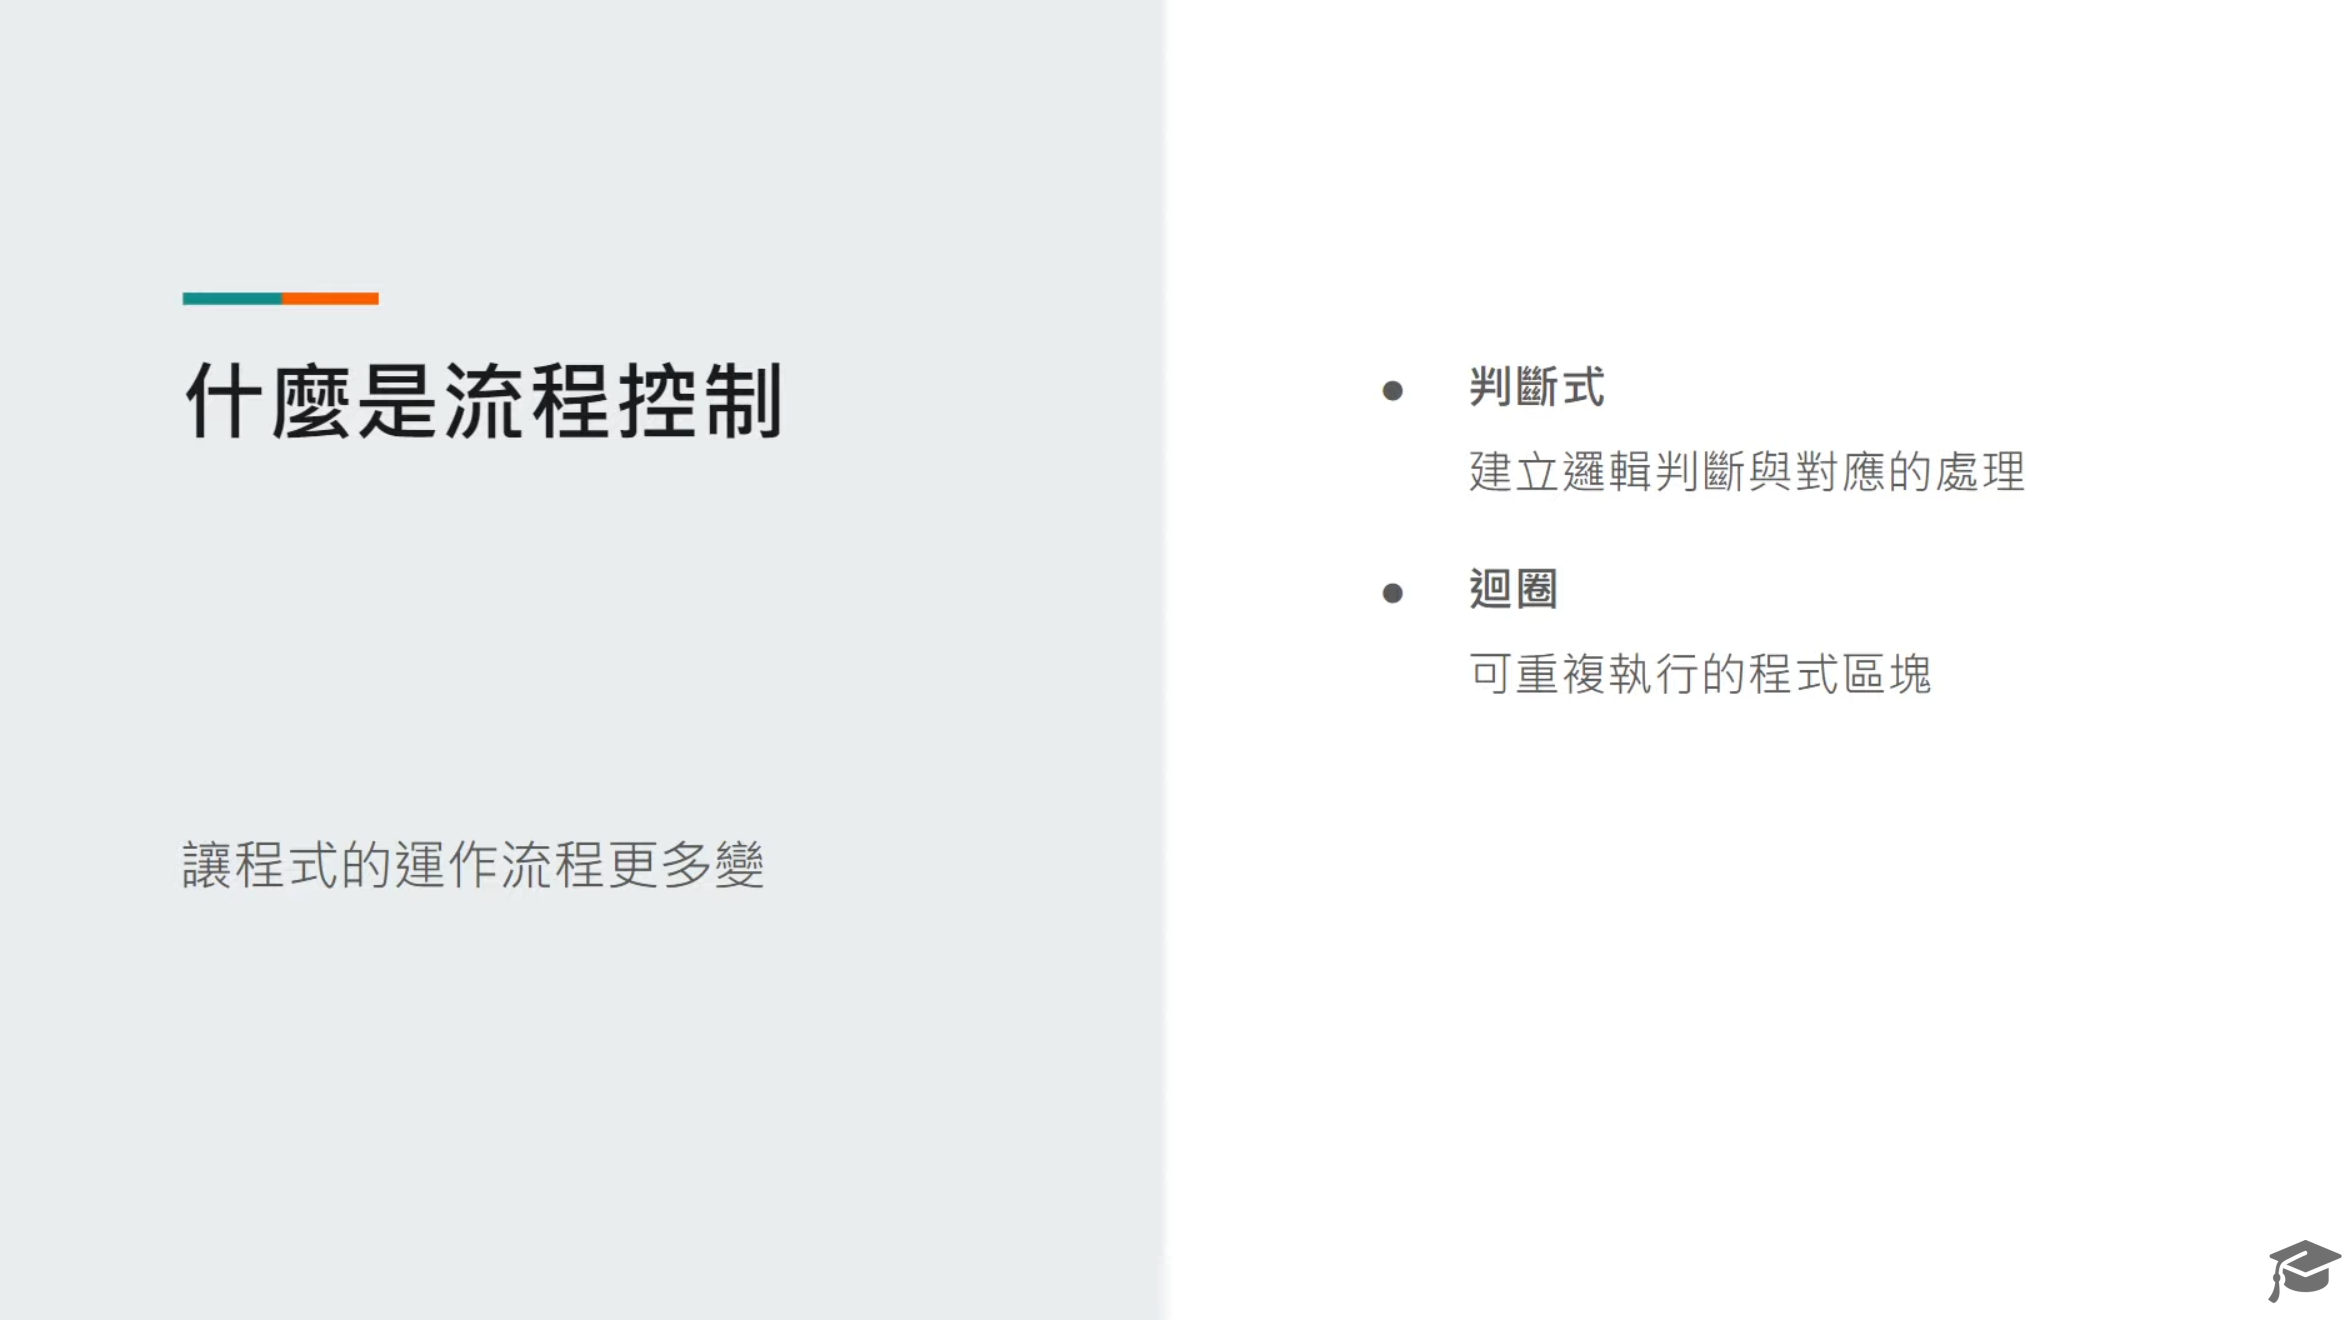 什麼是流程控制
讓程式的運作流程更多變
● 判斷式
建立邏輯判斷與對應的處理
● 迴圈
可重複執行的程式區塊